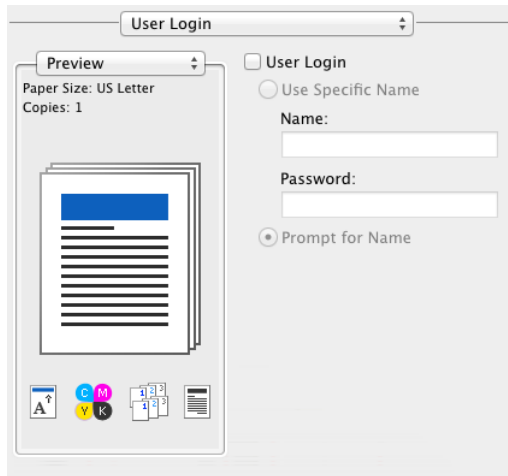 User Login
Preview
Paper Size: US Letter
Copies: 1
A
C M
Y K
1 2 3
1 2 3
User Login
Use Specific Name
Name:
Password:
Prompt for Name